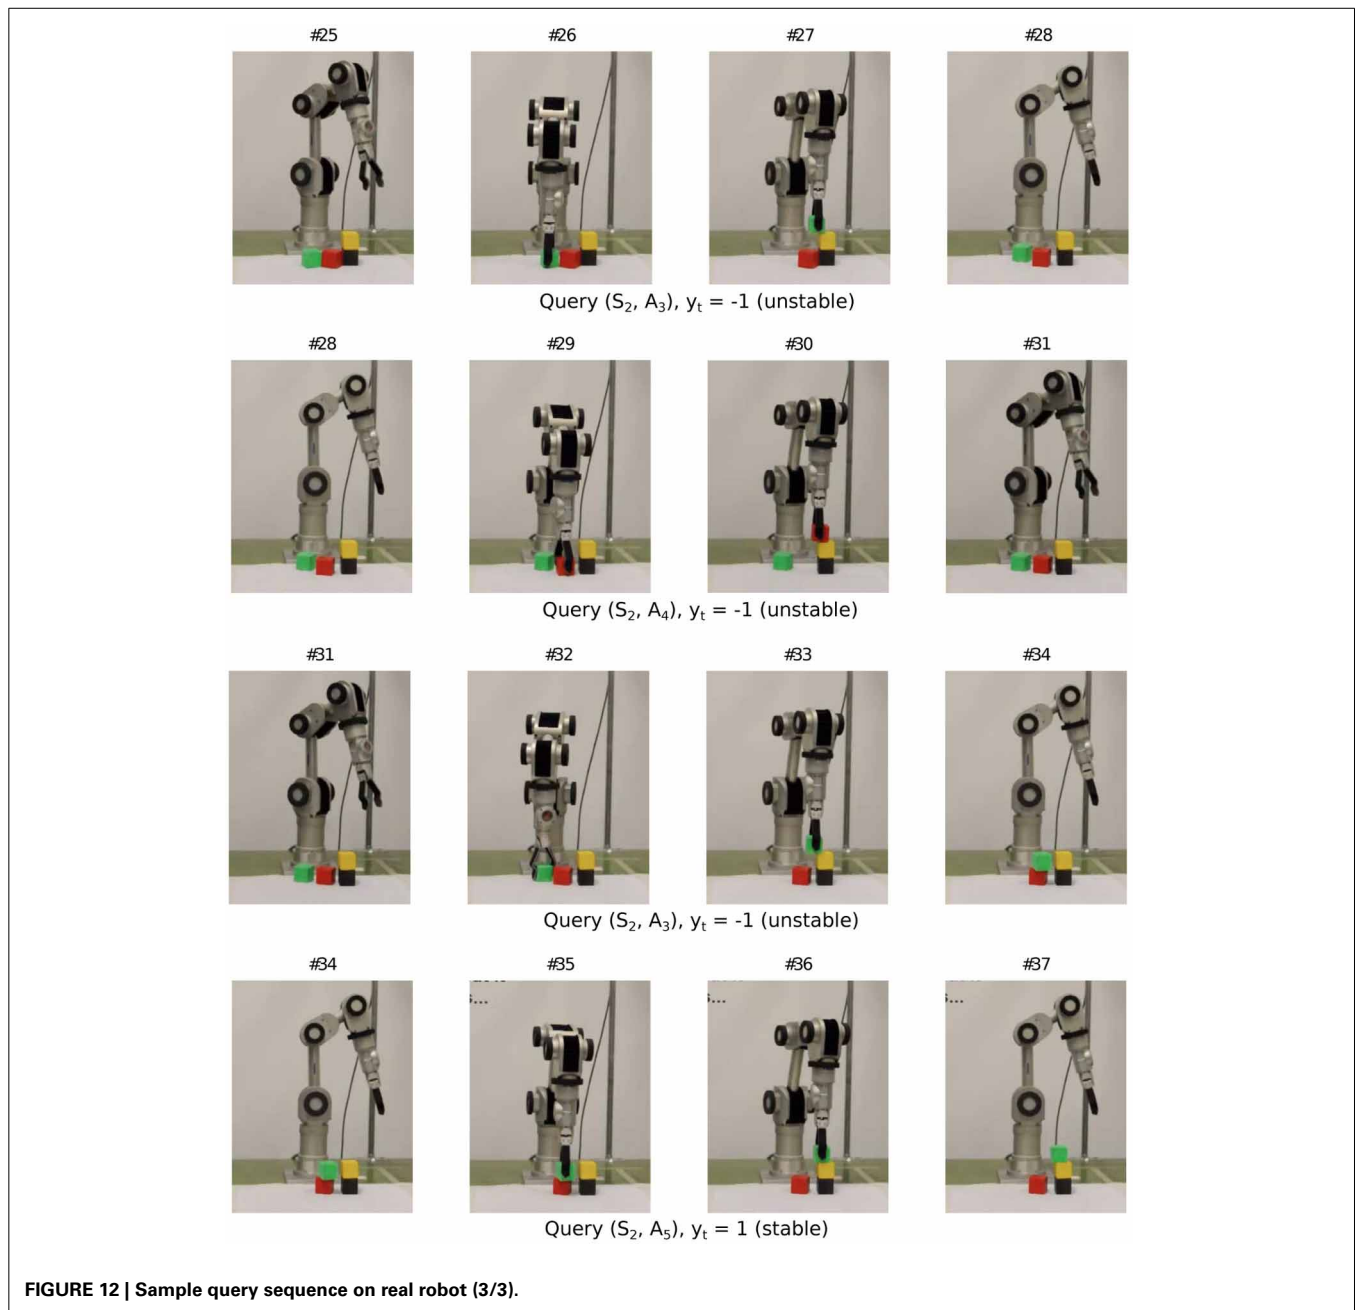 #25 #26 #27 #28
Query (S₂, A₃), yₜ = -1 (unstable)
#28 #29 #30 #31
Query (S₂, A₄), yₜ = -1 (unstable)
#31 #32 #33 #34
Query (S₂, A₃), yₜ = -1 (unstable)
#34 #35 #36 #37
s...
s...
Query (S₂, A₅), yₜ = 1 (stable)
FIGURE 12 | Sample query sequence on real robot (3/3).